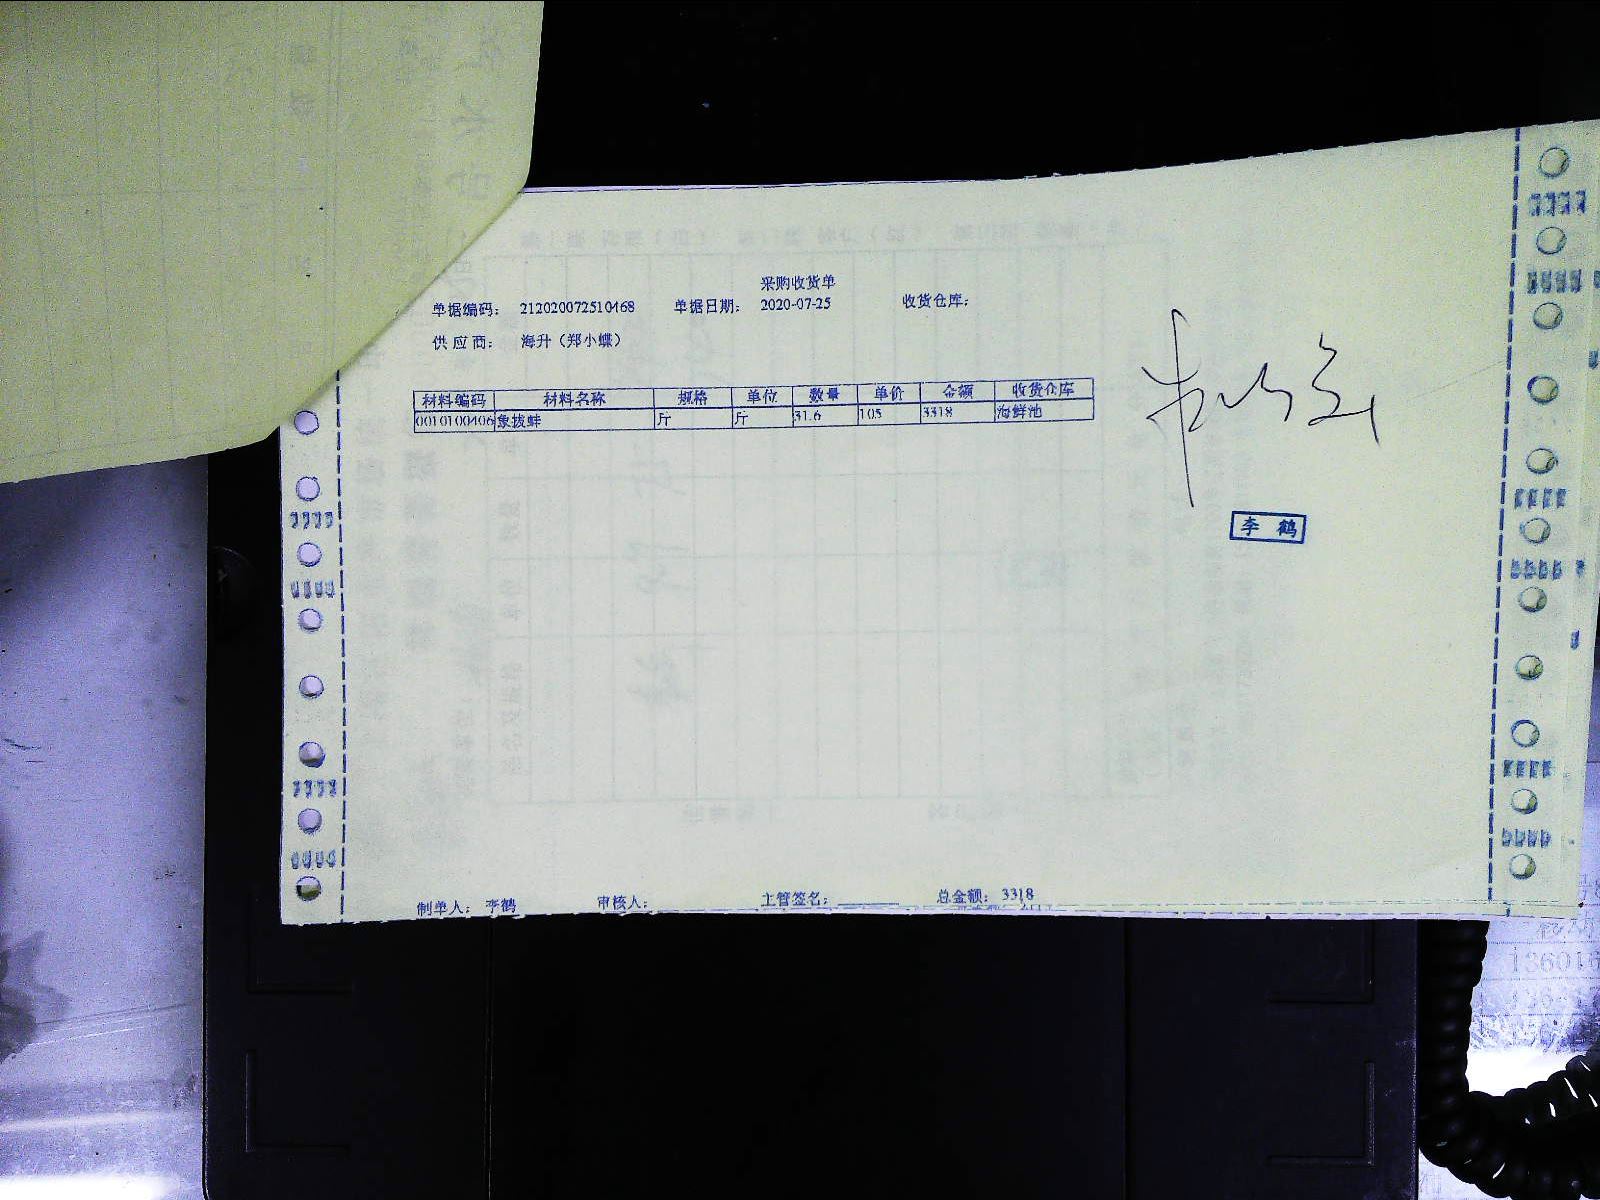 采购收货单
单据编码: 212020072510468 单据日期: 2020-07-25 收货仓库:
供应商: 海升（郑小蝶）
材料编码 材料名称 规格 单位 数量 单价 金额 收货仓库
0010100406 象拔蚌 斤 斤 31.6 105 3318 海鲜池
李 鹤
制单人: 李鹤 审核人: 主管签名: 总金额: 3318
13601